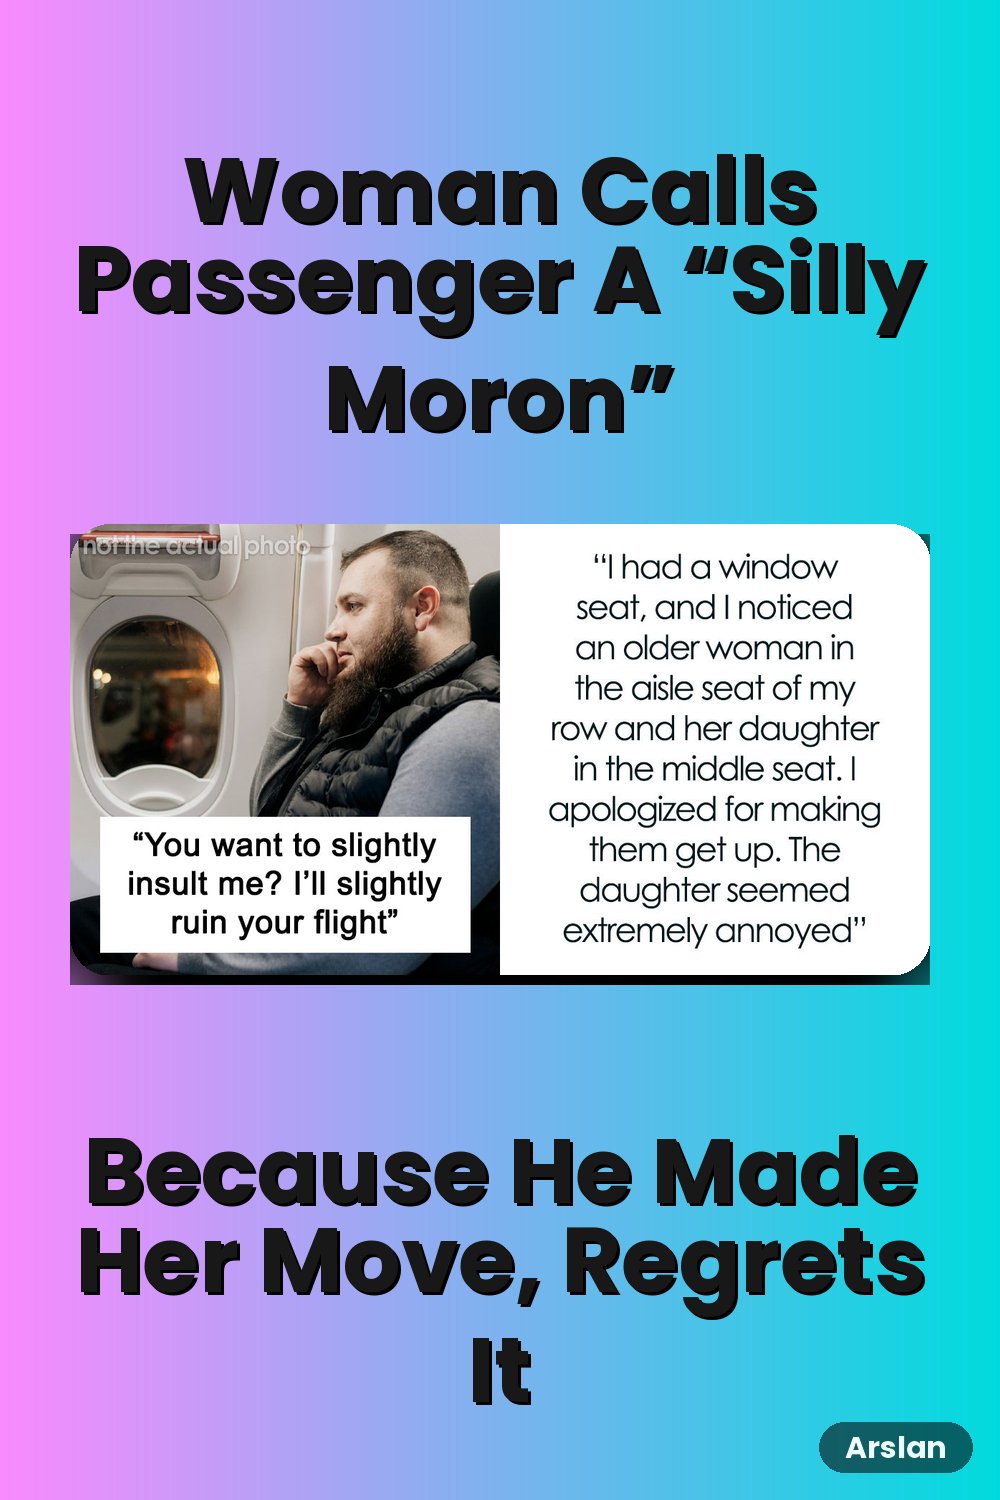 Woman Calls
Passenger A “Silly
Moron”
not the actual photo
“You want to slightly
insult me? I’ll slightly
ruin your flight”
“I had a window
seat, and I noticed
an older woman in
the aisle seat of my
row and her daughter
in the middle seat. I
apologized for making
them get up. The
daughter seemed
extremely annoyed”
Because He Made
Her Move, Regrets
It
Arslan